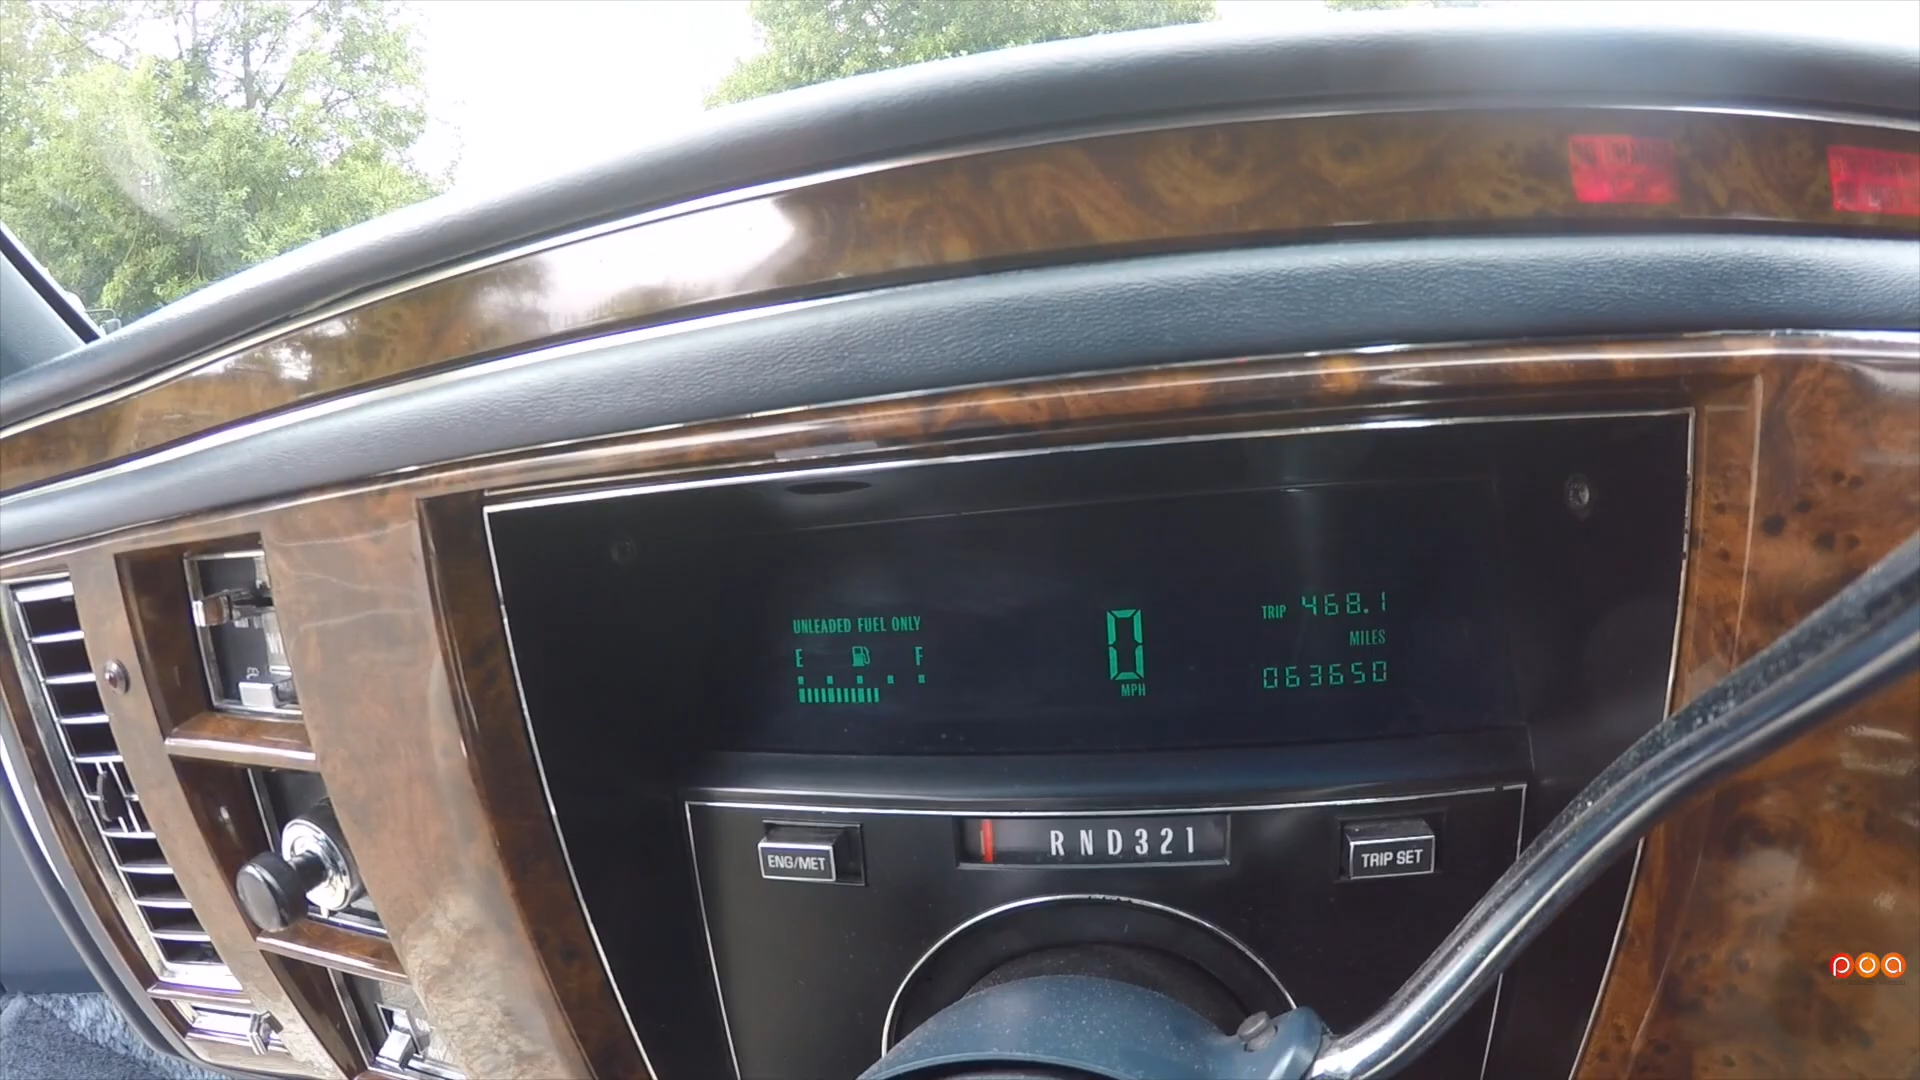 UNLEADED FUEL ONLY
E F
0
MPH
TRIP 468.1
MILES
063650
ENG/MET
RND321
TRIP SET
poa